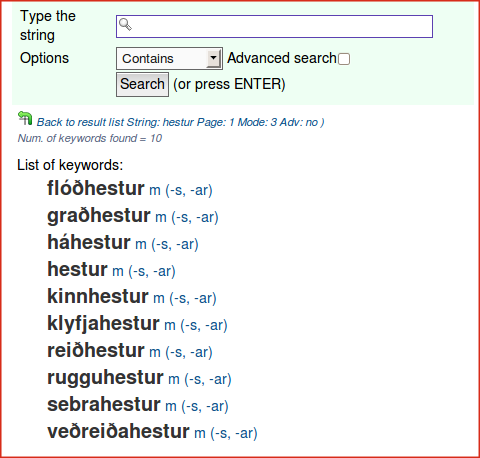 Type the
string
Options Contains Advanced search
Search (or press ENTER)
Back to result list String: hestur Page: 1 Mode: 3 Adv: no )
Num. of keywords found = 10
List of keywords:
flóðhestur m (-s, -ar)
graðhestur m (-s, -ar)
háhestur m (-s, -ar)
hestur m (-s, -ar)
kinnhestur m (-s, -ar)
klyfjahestur m (-s, -ar)
reiðhestur m (-s, -ar)
rugguhestur m (-s, -ar)
sebrahestur m (-s, -ar)
veðreiðahestur m (-s, -ar)